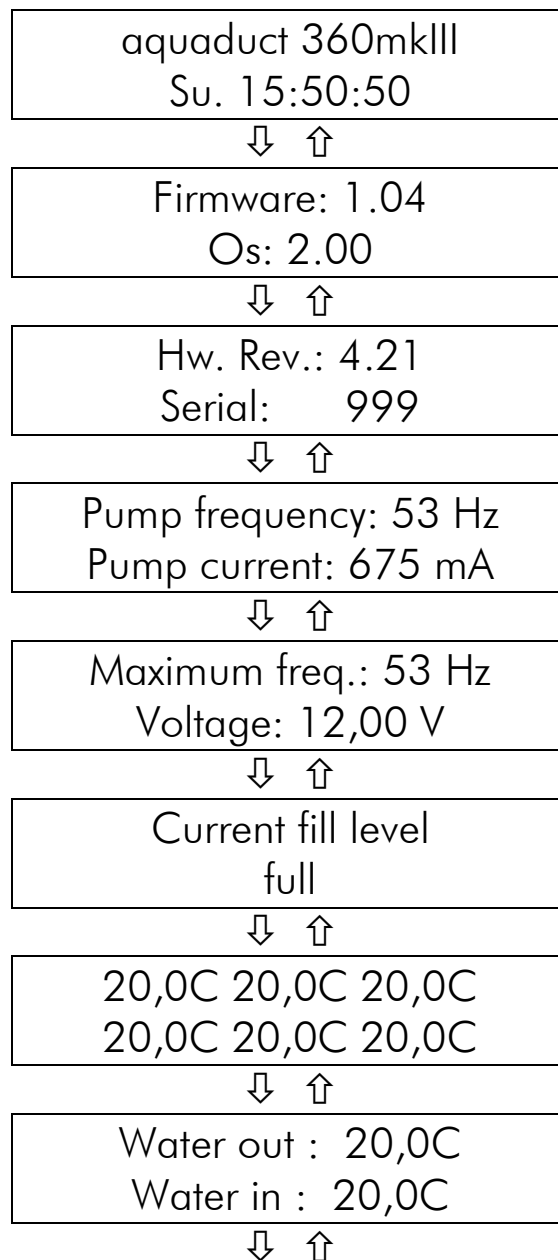 aquaduct 360mkIII
Su. 15:50:50
⇩ ⇧
Firmware: 1.04
Os: 2.00
⇩ ⇧
Hw. Rev.: 4.21
Serial: 999
⇩ ⇧
Pump frequency: 53 Hz
Pump current: 675 mA
⇩ ⇧
Maximum freq.: 53 Hz
Voltage: 12,00 V
⇩ ⇧
Current fill level
full
⇩ ⇧
20,0C 20,0C 20,0C
20,0C 20,0C 20,0C
⇩ ⇧
Water out : 20,0C
Water in : 20,0C
⇩ ⇧